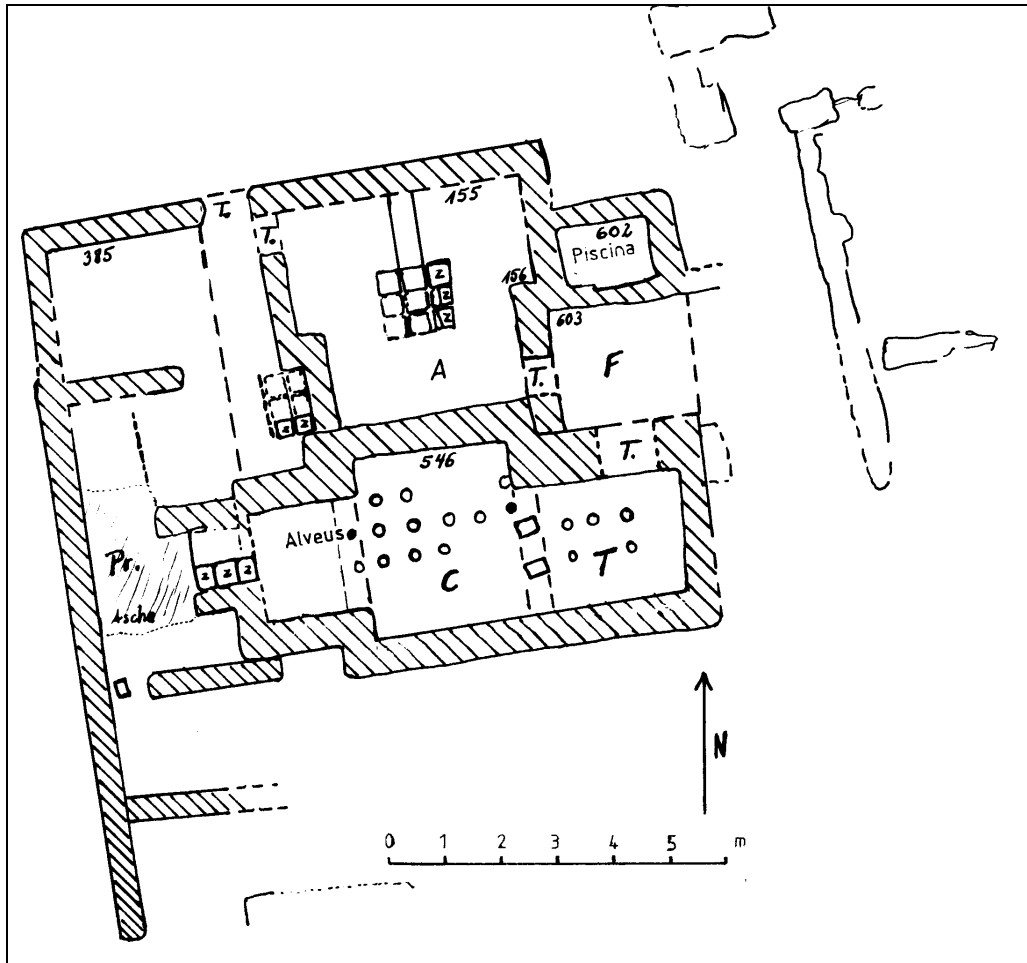 T.
155
385
T.
602
Piscina
156
z
z
z
603
A
T.
F
z z
546
T.
Alveus
Pr.
z z z
C
T
Asche
N
0 1 2 3 4 5 m